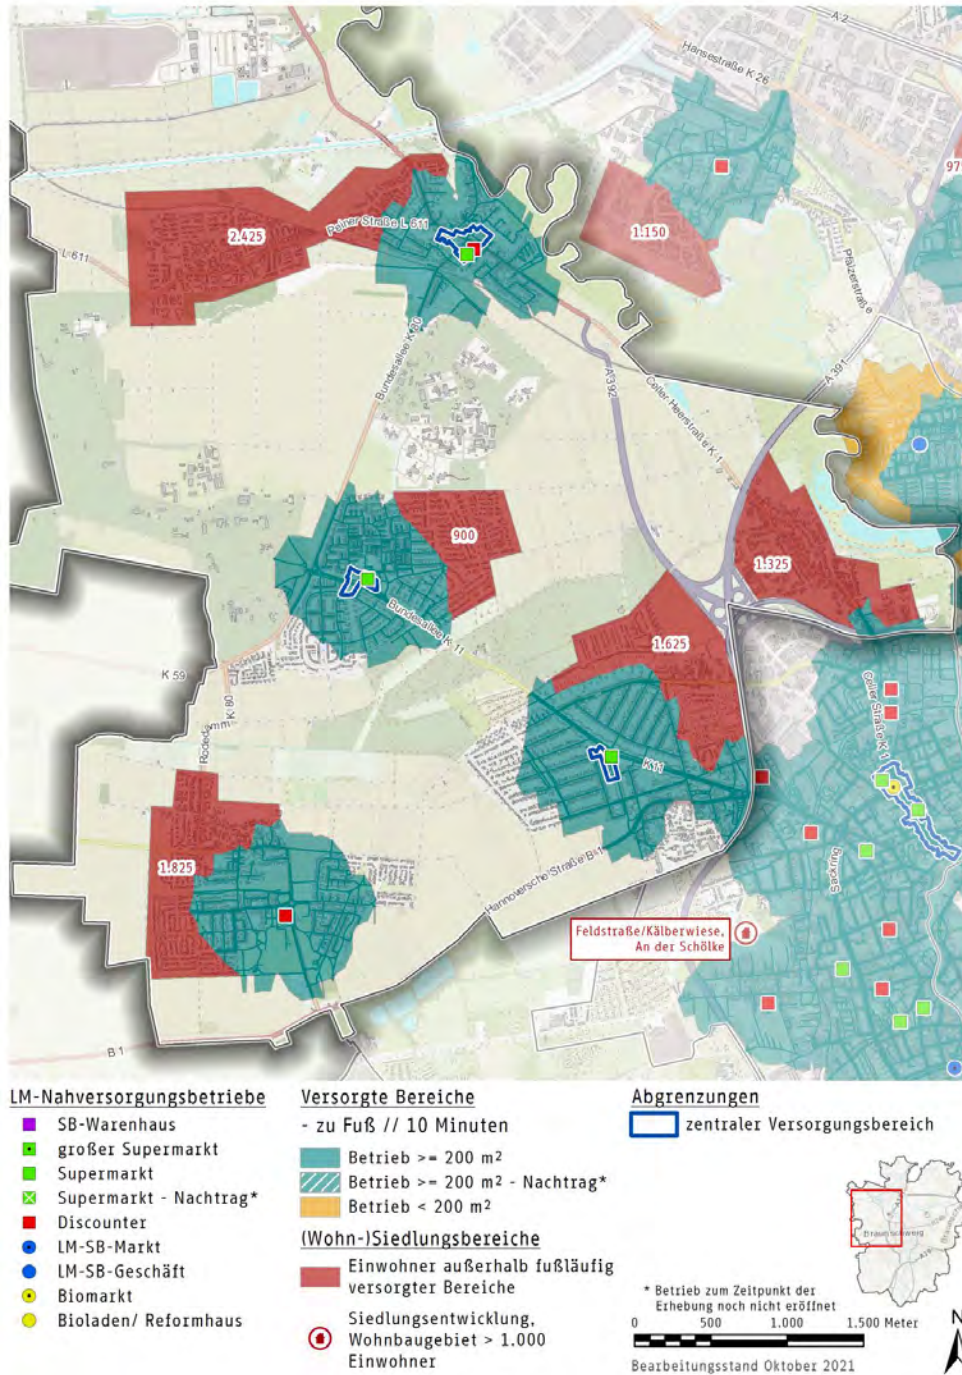 A 2
Hansestraße K 26
97
2.425
Peiner Straße L 611
1.150
L 611
Pfälzerstraße
Bundesallee K 80
A 392
A 391
Celler Heerstraße K 1
900
1.325
Bundesallee K 11
1.625
K 59
K 80
Celler Straße K 1
K 11
Sackring
1.825
Hannoversche Straße B 1
Feldstraße/Kälberwiese,
An der Schölke
B 1
LM-Nahversorgungsbetriebe
SB-Warenhaus
großer Supermarkt
Supermarkt
Supermarkt - Nachtrag*
Discounter
LM-SB-Markt
LM-SB-Geschäft
Biomarkt
Bioladen/ Reformhaus
Versorgte Bereiche
- zu Fuß // 10 Minuten
Betrieb >= 200 m²
Betrieb >= 200 m² - Nachtrag*
Betrieb < 200 m²
(Wohn-)Siedlungsbereiche
Einwohner außerhalb fußläufig
versorgter Bereiche
Siedlungsentwicklung,
Wohnbaugebiet > 1.000
Einwohner
Abgrenzungen
zentraler Versorgungsbereich
Braunschweig
* Betrieb zum Zeitpunkt der
Erhebung noch nicht eröffnet
0 500 1.000 1.500 Meter
N
Bearbeitungsstand Oktober 2021